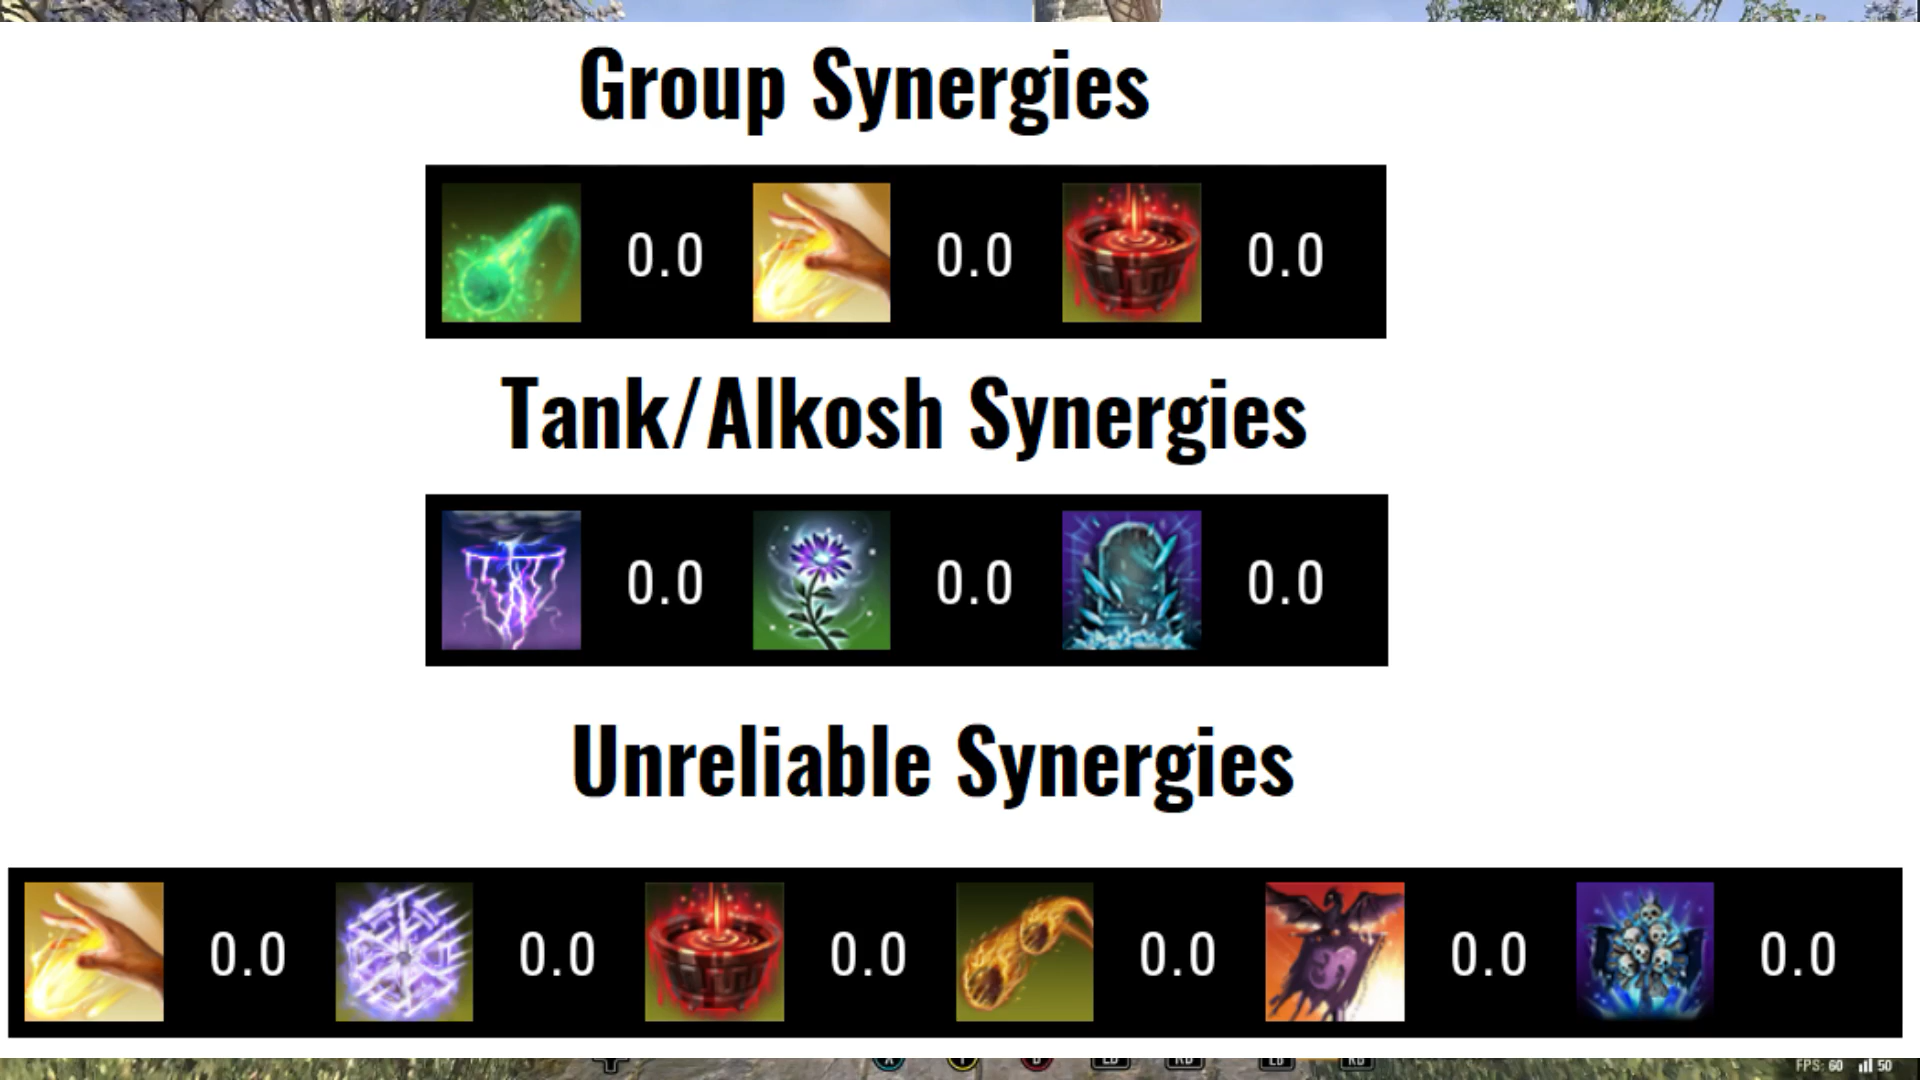 Group Synergies
0.0 0.0 0.0
Tank/Alkosh Synergies
0.0 0.0 0.0
Unreliable Synergies
0.0 0.0 0.0 0.0 0.0 0.0
FPS: 60 50